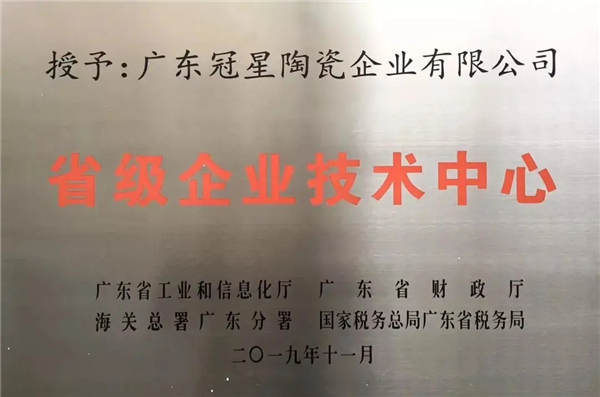 授予:广东冠星陶瓷企业有限公司
省级企业技术中心
广东省工业和信息化厅 广东省财政厅
海关总署广东分署 国家税务总局广东省税务局
二〇一九年十一月